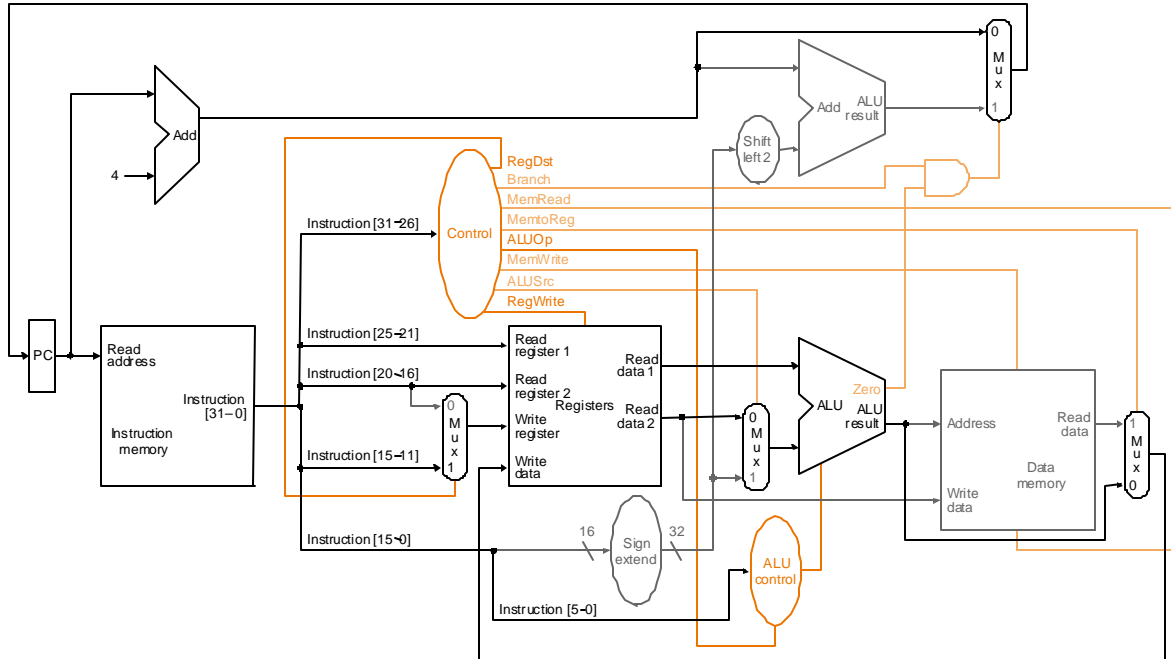 0
M
u
x
1
Add
ALU
result
Add
4
Shift
left 2
RegDst
Branch
MemRead
MemtoReg
ALUOp
MemWrite
ALUSrc
RegWrite
Control
Instruction [31–26]
Instruction [25–21]
Instruction [20–16]
Instruction [15–11]
Instruction [15–0]
Instruction [5–0]
PC
Read
address
Instruction
[31–0]
Instruction
memory
0
M
u
x
1
Read
register 1
Read
register 2
Write
register
Write
data
Registers
Read
data 1
Read
data 2
0
M
u
x
1
Zero
ALU
ALU
result
Address
Write
data
Read
data
Data
memory
1
M
u
x
0
16
Sign
extend
32
ALU
control